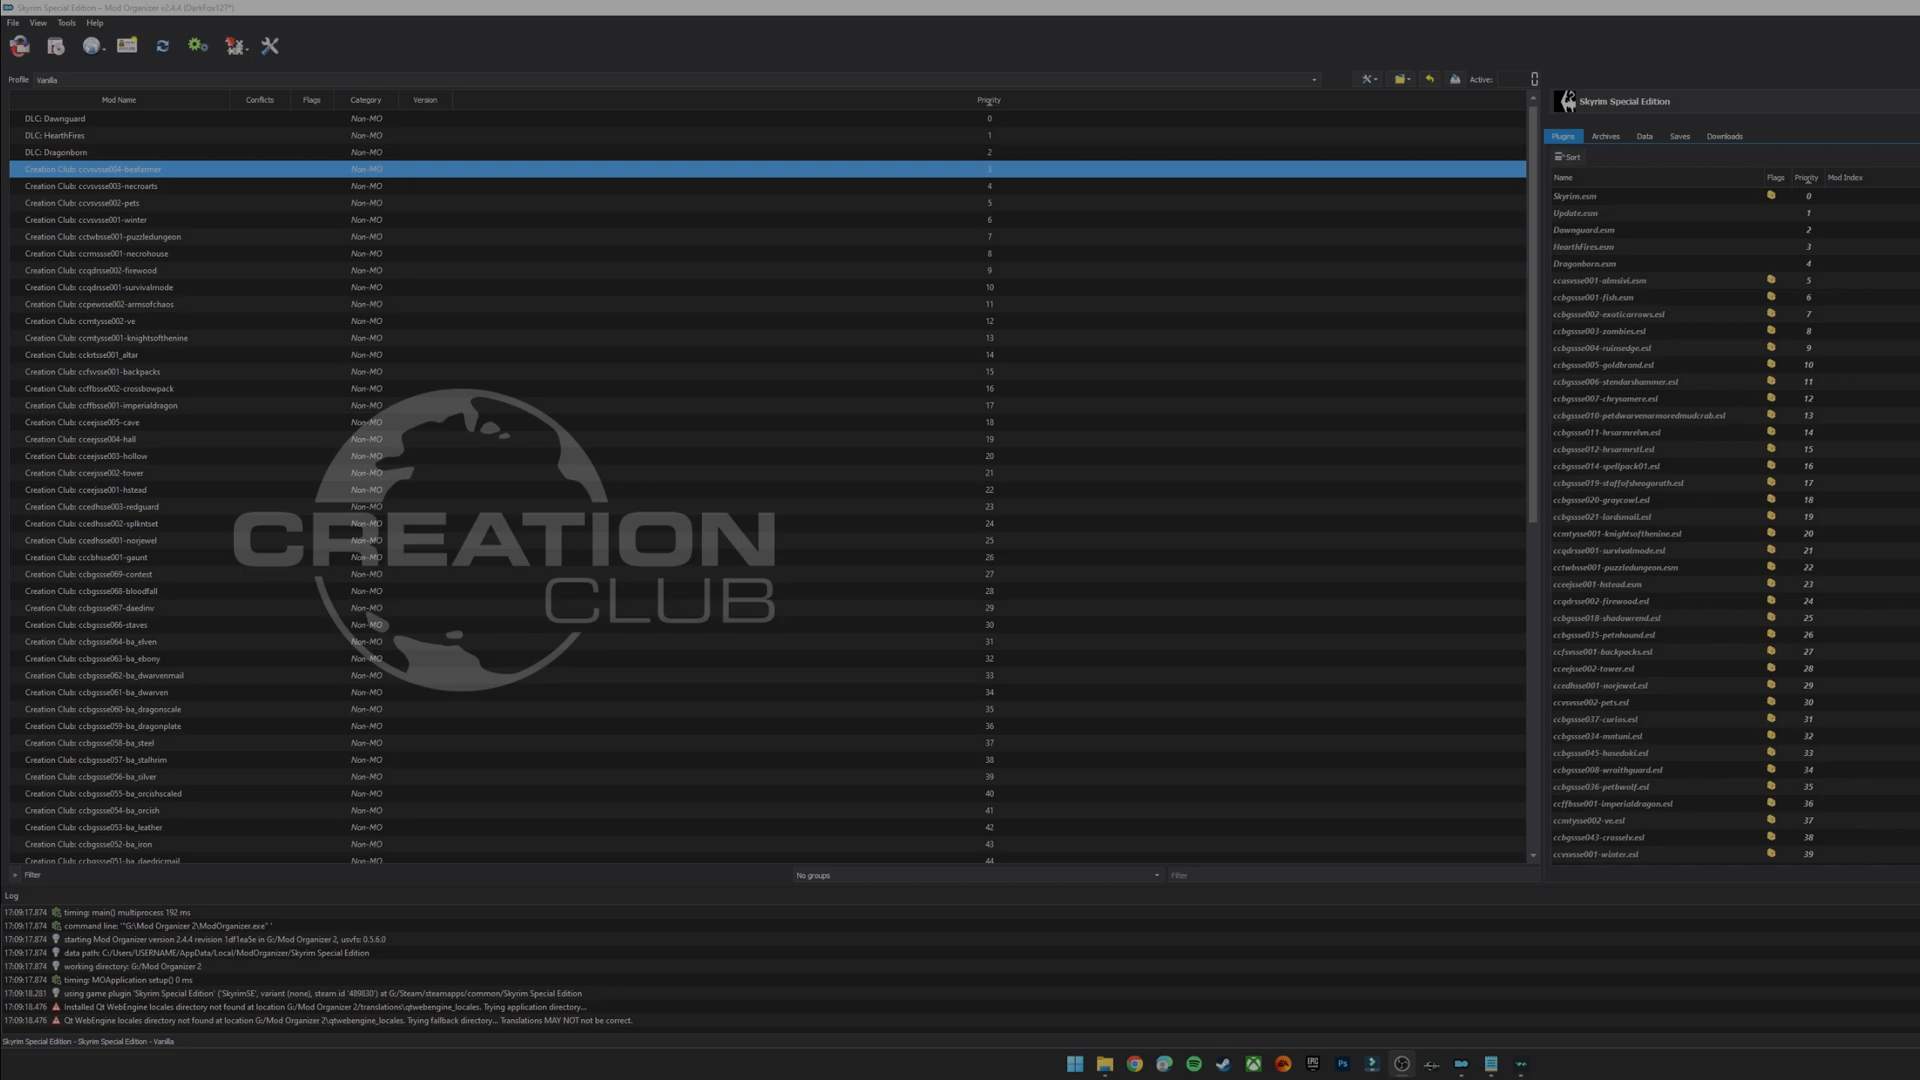 Skyrim Special Edition – Mod Organizer v2.4.4 (DarkFox127*)
File View Tools Help
Profile Vanilla Active: 0
Mod Name Conflicts Flags Category Version Priority
DLC: Dawnguard Non-MO 0
DLC: HearthFires Non-MO 1
DLC: Dragonborn Non-MO 2
Creation Club: ccvsvsse004-beafarmer Non-MO 3
Creation Club: ccvsvsse003-necroarts Non-MO 4
Creation Club: ccvsvsse002-pets Non-MO 5
Creation Club: ccvsvsse001-winter Non-MO 6
Creation Club: cctwbsse001-puzzledungeon Non-MO 7
Creation Club: ccrmssse001-necrohouse Non-MO 8
Creation Club: ccqdrsse002-firewood Non-MO 9
Creation Club: ccqdrsse001-survivalmode Non-MO 10
Creation Club: ccpewsse002-armsofchaos Non-MO 11
Creation Club: ccmtysse002-ve Non-MO 12
Creation Club: ccmtysse001-knightsofthenine Non-MO 13
Creation Club: cckrtsse001_altar Non-MO 14
Creation Club: ccfsvsse001-backpacks Non-MO 15
Creation Club: ccffbsse002-crossbowpack Non-MO 16
Creation Club: ccffbsse001-imperialdragon Non-MO 17
Creation Club: cceejsse005-cave Non-MO 18
Creation Club: cceejsse004-hall Non-MO 19
Creation Club: cceejsse003-hollow Non-MO 20
Creation Club: cceejsse002-tower Non-MO 21
Creation Club: cceejsse001-hstead Non-MO 22
Creation Club: ccedhsse003-redguard Non-MO 23
Creation Club: ccedhsse002-splkntset Non-MO 24
Creation Club: ccedhsse001-norjewel Non-MO 25
Creation Club: cccbhsse001-gaunt Non-MO 26
Creation Club: ccbgssse069-contest Non-MO 27
Creation Club: ccbgssse068-bloodfall Non-MO 28
Creation Club: ccbgssse067-daedinv Non-MO 29
Creation Club: ccbgssse066-staves Non-MO 30
Creation Club: ccbgssse064-ba_elven Non-MO 31
Creation Club: ccbgssse063-ba_ebony Non-MO 32
Creation Club: ccbgssse062-ba_dwarvenmail Non-MO 33
Creation Club: ccbgssse061-ba_dwarven Non-MO 34
Creation Club: ccbgssse060-ba_dragonscale Non-MO 35
Creation Club: ccbgssse059-ba_dragonplate Non-MO 36
Creation Club: ccbgssse058-ba_steel Non-MO 37
Creation Club: ccbgssse057-ba_stalhrim Non-MO 38
Creation Club: ccbgssse056-ba_silver Non-MO 39
Creation Club: ccbgssse055-ba_orcishscaled Non-MO 40
Creation Club: ccbgssse054-ba_orcish Non-MO 41
Creation Club: ccbgssse053-ba_leather Non-MO 42
Creation Club: ccbgssse052-ba_iron Non-MO 43
Creation Club: ccbgssse051-ba_daedricmail Non-MO 44
CREATION
CLUB
Filter No groups Filter
Skyrim Special Edition
Plugins Archives Data Saves Downloads
Sort
Name Flags Priority Mod Index
Skyrim.esm 0
Update.esm 1
Dawnguard.esm 2
HearthFires.esm 3
Dragonborn.esm 4
ccasvsse001-almsivi.esm 5
ccbgssse001-fish.esm 6
ccbgssse002-exoticarrows.esl 7
ccbgssse003-zombies.esl 8
ccbgssse004-ruinsedge.esl 9
ccbgssse005-goldbrand.esl 10
ccbgssse006-stendarshammer.esl 11
ccbgssse007-chrysamere.esl 12
ccbgssse010-petdwarvenarmoredmudcrab.esl 13
ccbgssse011-hrsarmrelvn.esl 14
ccbgssse012-hrsarmrstl.esl 15
ccbgssse014-spellpack01.esl 16
ccbgssse019-staffofsheogorath.esl 17
ccbgssse020-graycowl.esl 18
ccbgssse021-lordsmail.esl 19
ccmtysse001-knightsofthenine.esl 20
ccqdrsse001-survivalmode.esl 21
cctwbsse001-puzzledungeon.esm 22
cceejsse001-hstead.esm 23
ccqdrsse002-firewood.esl 24
ccbgssse018-shadowrend.esl 25
ccbgssse035-petnhound.esl 26
ccfsvsse001-backpacks.esl 27
cceejsse002-tower.esl 28
ccedhsse001-norjewel.esl 29
ccvsvsse002-pets.esl 30
ccbgssse037-curios.esl 31
ccbgssse034-mntuni.esl 32
ccbgssse045-hasedoki.esl 33
ccbgssse008-wraithguard.esl 34
ccbgssse036-petbwolf.esl 35
ccffbsse001-imperialdragon.esl 36
ccmtysse002-ve.esl 37
ccbgssse043-crosselv.esl 38
ccvsvsse001-winter.esl 39
Log
17:09:17.874 timing: main() multiprocess 192 ms
17:09:17.874 command line: '"G:\Mod Organizer 2\ModOrganizer.exe" '
17:09:17.874 starting Mod Organizer version 2.4.4 revision 1df1ea5e in G:/Mod Organizer 2, usvfs: 0.5.6.0
17:09:17.874 data path: C:/Users/USERNAME/AppData/Local/ModOrganizer/Skyrim Special Edition
17:09:17.874 working directory: G:/Mod Organizer 2
17:09:17.874 timing: MOApplication setup() 0 ms
17:09:18.281 using game plugin 'Skyrim Special Edition' ('SkyrimSE', variant (none), steam id '489830') at G:/Steam/steamapps/common/Skyrim Special Edition
17:09:18.476 Installed Qt WebEngine locales directory not found at location G:/Mod Organizer 2/translations\qtwebengine_locales. Trying application directory...
17:09:18.476 Qt WebEngine locales directory not found at location G:/Mod Organizer 2\qtwebengine_locales. Trying fallback directory... Translations MAY NOT not be correct.
Skyrim Special Edition - Skyrim Special Edition - Vanilla
EPIC
Ps